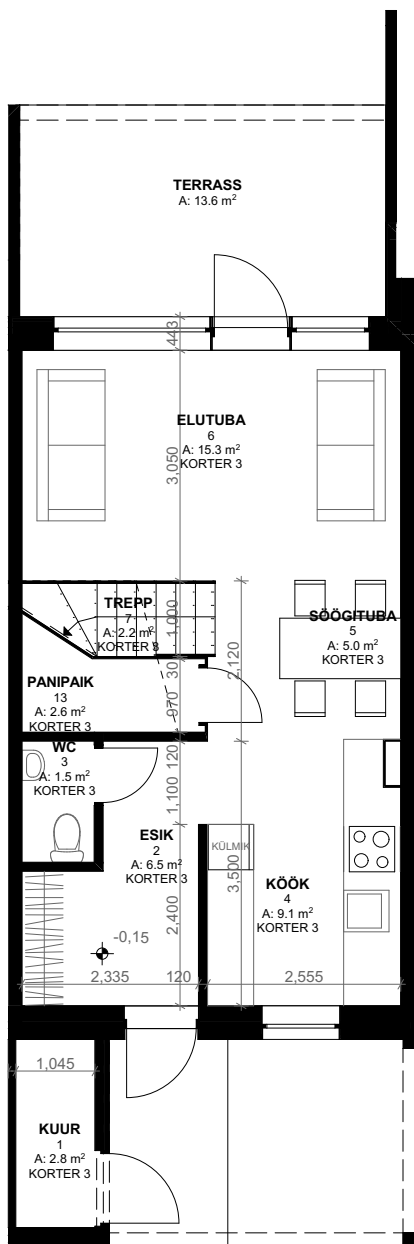 TERRASS
A: 13.6 m²
443
ELUTUBA
6
A: 15.3 m²
KORTER 3
3,050
TREPP
7
A: 2.2 m²
KORTER 3
1,000
SÖÖGITUBA
5
A: 5.0 m²
KORTER 3
2,120
30
PANIPAIK
13
A: 2.6 m²
KORTER 3
970
WC
3
A: 1.5 m²
KORTER 3
120
1,100
ESIK
2
A: 6.5 m²
KORTER 3
KÜLMIK
3,500
KÖÖK
4
A: 9.1 m²
KORTER 3
2,400
-0,15
2,335
120
2,555
1,045
KUUR
1
A: 2.8 m²
KORTER 3